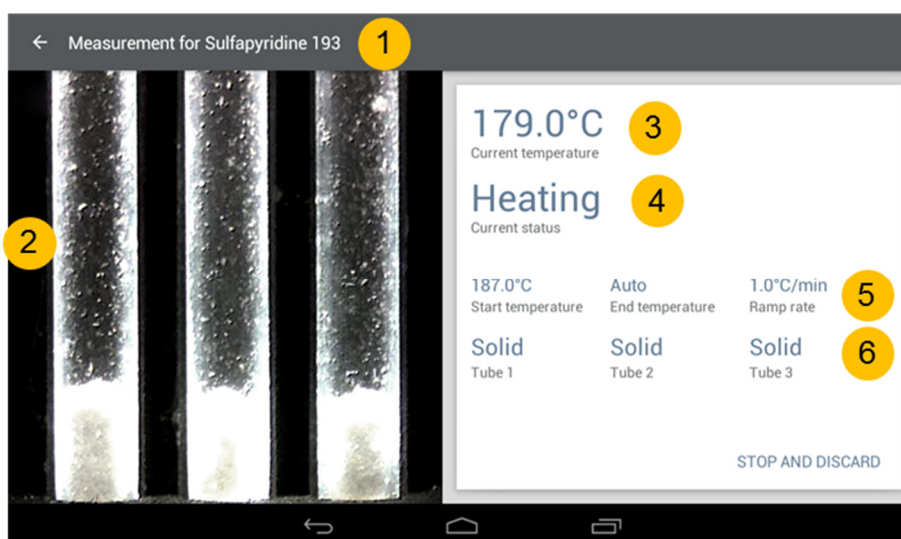 ← Measurement for Sulfapyridine 193 1
179.0°C 3
Current temperature
Heating 4
Current status
2
187.0°C Auto 1.0°C/min 5
Start temperature End temperature Ramp rate
Solid Solid Solid 6
Tube 1 Tube 2 Tube 3
STOP AND DISCARD